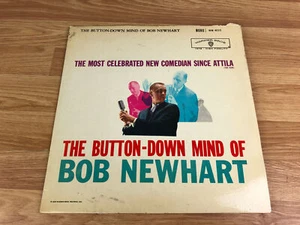 THE BUTTON-DOWN MIND OF BOB NEWHART
THE MOST CELEBRATED NEW COMEDIAN SINCE ATTILA
THE BUTTON-DOWN MIND OF
BOB NEWHART